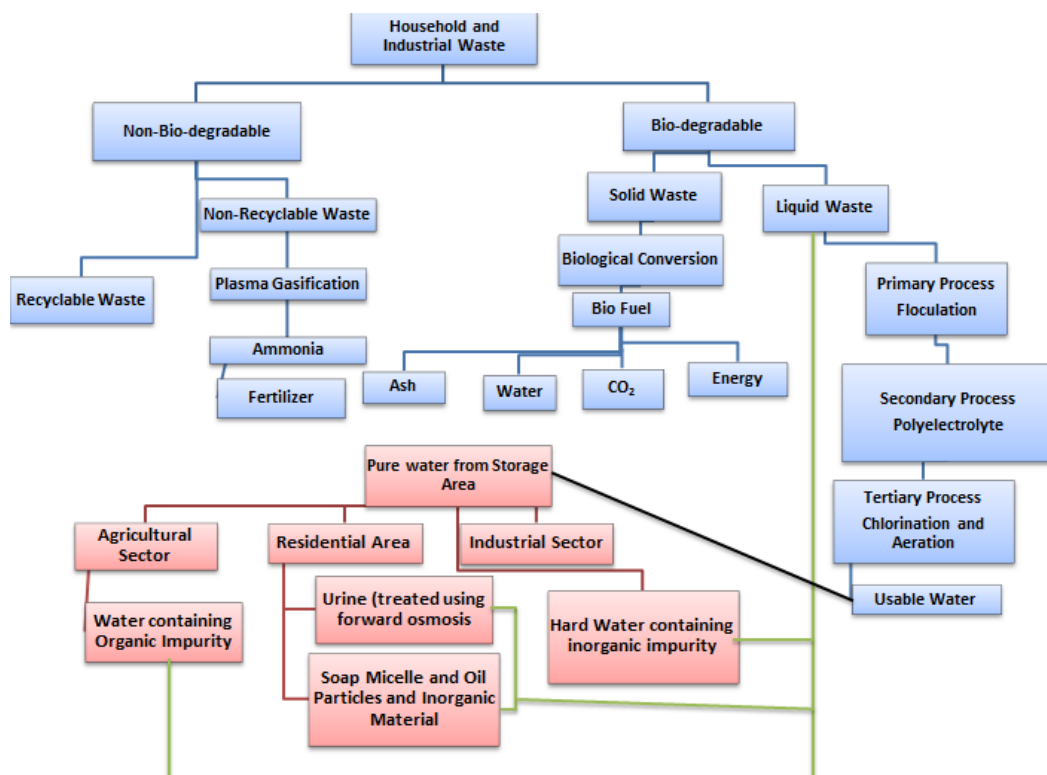 Household and
Industrial Waste
Non-Bio-degradable
Bio-degradable
Solid Waste
Liquid Waste
Non-Recyclable Waste
Biological Conversion
Recyclable Waste
Plasma Gasification
Primary Process
Floculation
Bio Fuel
Ammonia
Fertilizer
Ash
Water
CO₂
Energy
Secondary Process
Polyelectrolyte
Pure water from Storage
Area
Tertiary Process
Chlorination and
Aeration
Agricultural
Sector
Residential Area
Industrial Sector
Usable Water
Water containing
Organic Impurity
Urine (treated using
forward osmosis
Hard Water containing
inorganic impurity
Soap Micelle and Oil
Particles and Inorganic
Material